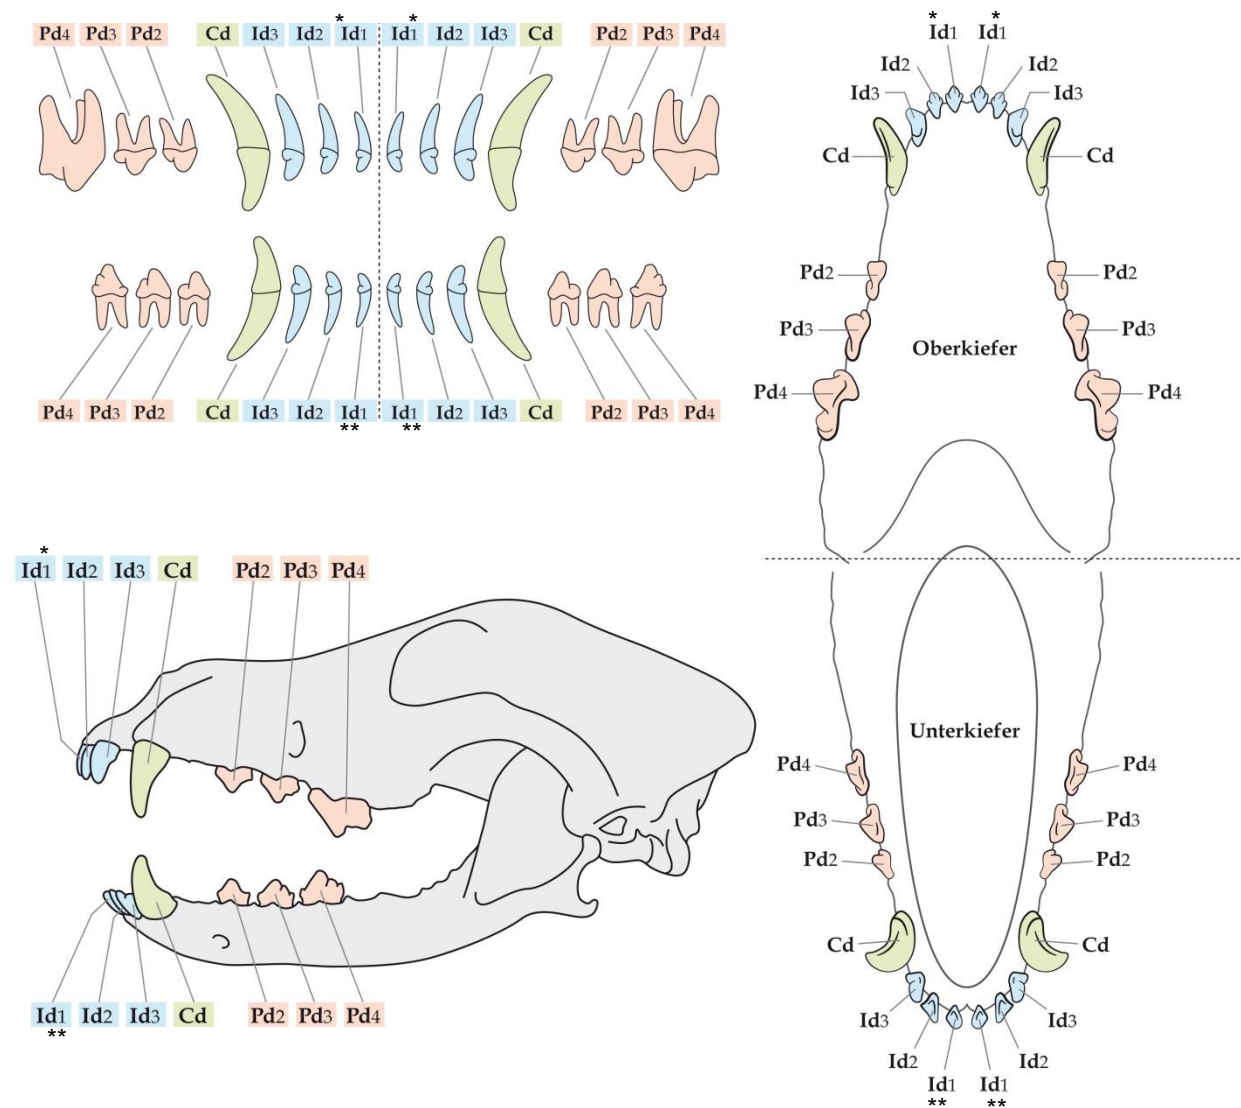 * *
Pd4 Pd3 Pd2 Cd Id3 Id2 Id1 Id1 Id2 Id3 Cd Pd2 Pd3 Pd4
Pd4 Pd3 Pd2 Cd Id3 Id2 Id1 Id1 Id2 Id3 Cd Pd2 Pd3 Pd4
** **
* *
Id1 Id1
Id2 Id2
Id3 Id3
Cd Cd
Pd2 Pd2
Pd3 Pd3
Oberkiefer
Pd4 Pd4
*
Id1 Id2 Id3 Cd Pd2 Pd3 Pd4
Id1 Id2 Id3 Cd Pd2 Pd3 Pd4
**
Unterkiefer
Pd4 Pd4
Pd3 Pd3
Pd2 Pd2
Cd Cd
Id3 Id3
Id2 Id2
Id1 Id1
** **